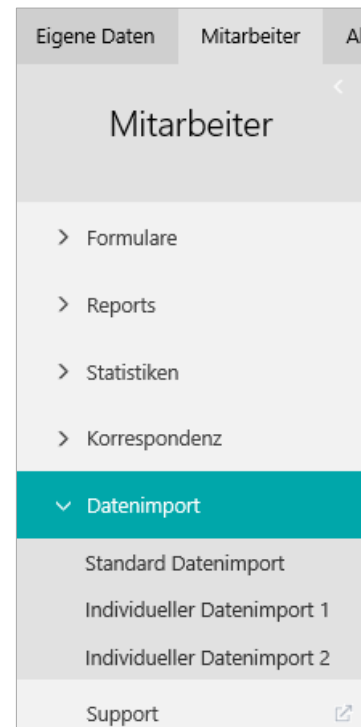 Eigene Daten Mitarbeiter
Mitarbeiter
Formulare
Reports
Statistiken
Korrespondenz
Datenimport
Standard Datenimport
Individueller Datenimport 1
Individueller Datenimport 2
Support